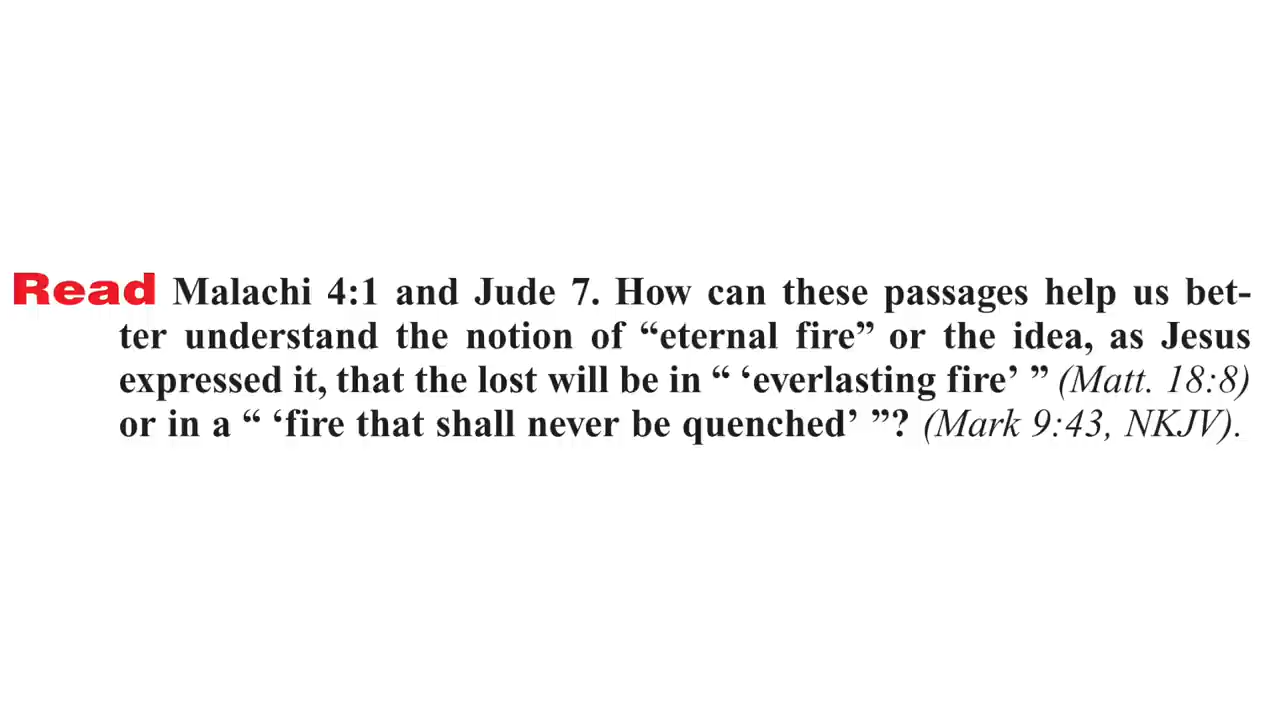 Read Malachi 4:1 and Jude 7. How can these passages help us bet-
ter understand the notion of “eternal fire” or the idea, as Jesus
expressed it, that the lost will be in “ ‘everlasting fire’ ” (Matt. 18:8)
or in a “ ‘fire that shall never be quenched’ ”? (Mark 9:43, NKJV).